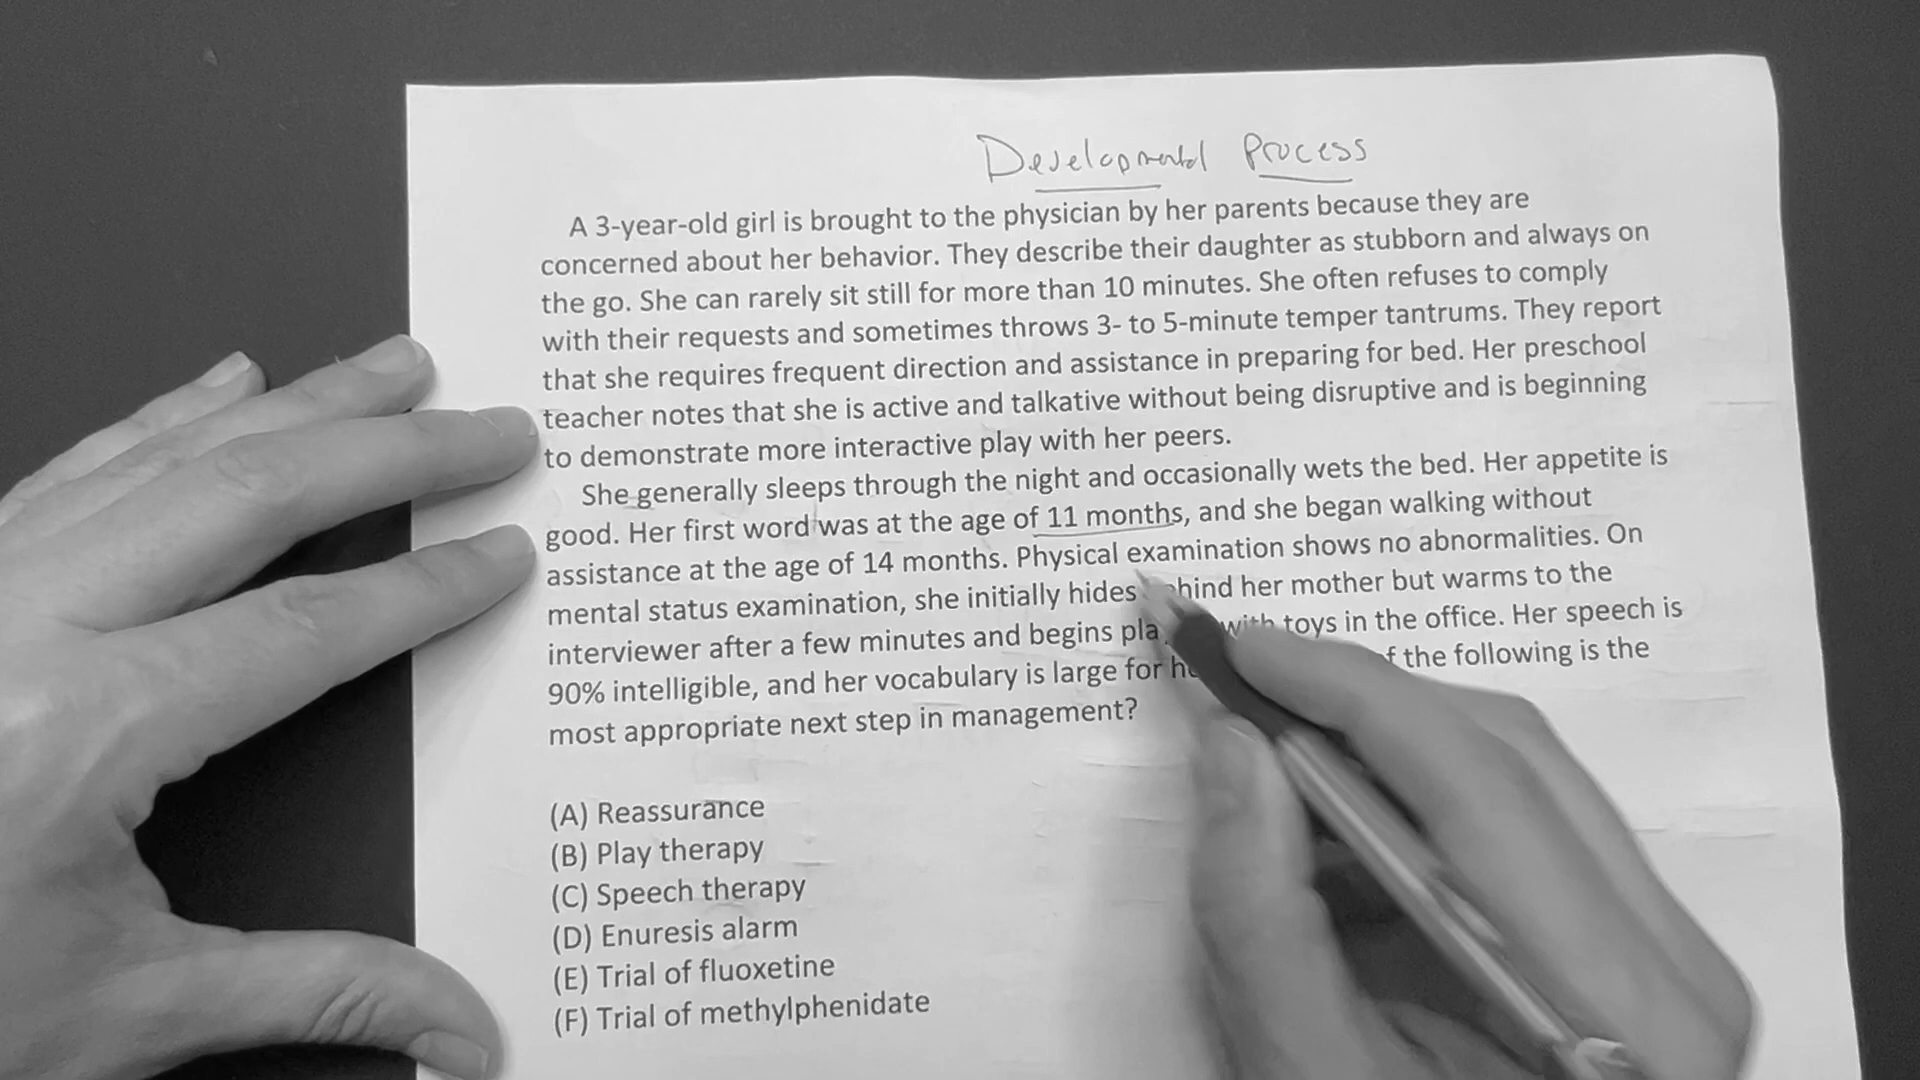 Developmental Process
A 3-year-old girl is brought to the physician by her parents because they are
concerned about her behavior. They describe their daughter as stubborn and always on
the go. She can rarely sit still for more than 10 minutes. She often refuses to comply
with their requests and sometimes throws 3- to 5-minute temper tantrums. They report
that she requires frequent direction and assistance in preparing for bed. Her preschool
teacher notes that she is active and talkative without being disruptive and is beginning
to demonstrate more interactive play with her peers.
She generally sleeps through the night and occasionally wets the bed. Her appetite is
good. Her first word was at the age of 11 months, and she began walking without
assistance at the age of 14 months. Physical examination shows no abnormalities. On
mental status examination, she initially hides her mother but warms to the
interviewer after a few minutes and begins with toys in the office. Her speech is
90% intelligible, and her vocabulary is large for the following is the
most appropriate next step in management?
(A) Reassurance
(B) Play therapy
(C) Speech therapy
(D) Enuresis alarm
(E) Trial of fluoxetine
(F) Trial of methylphenidate